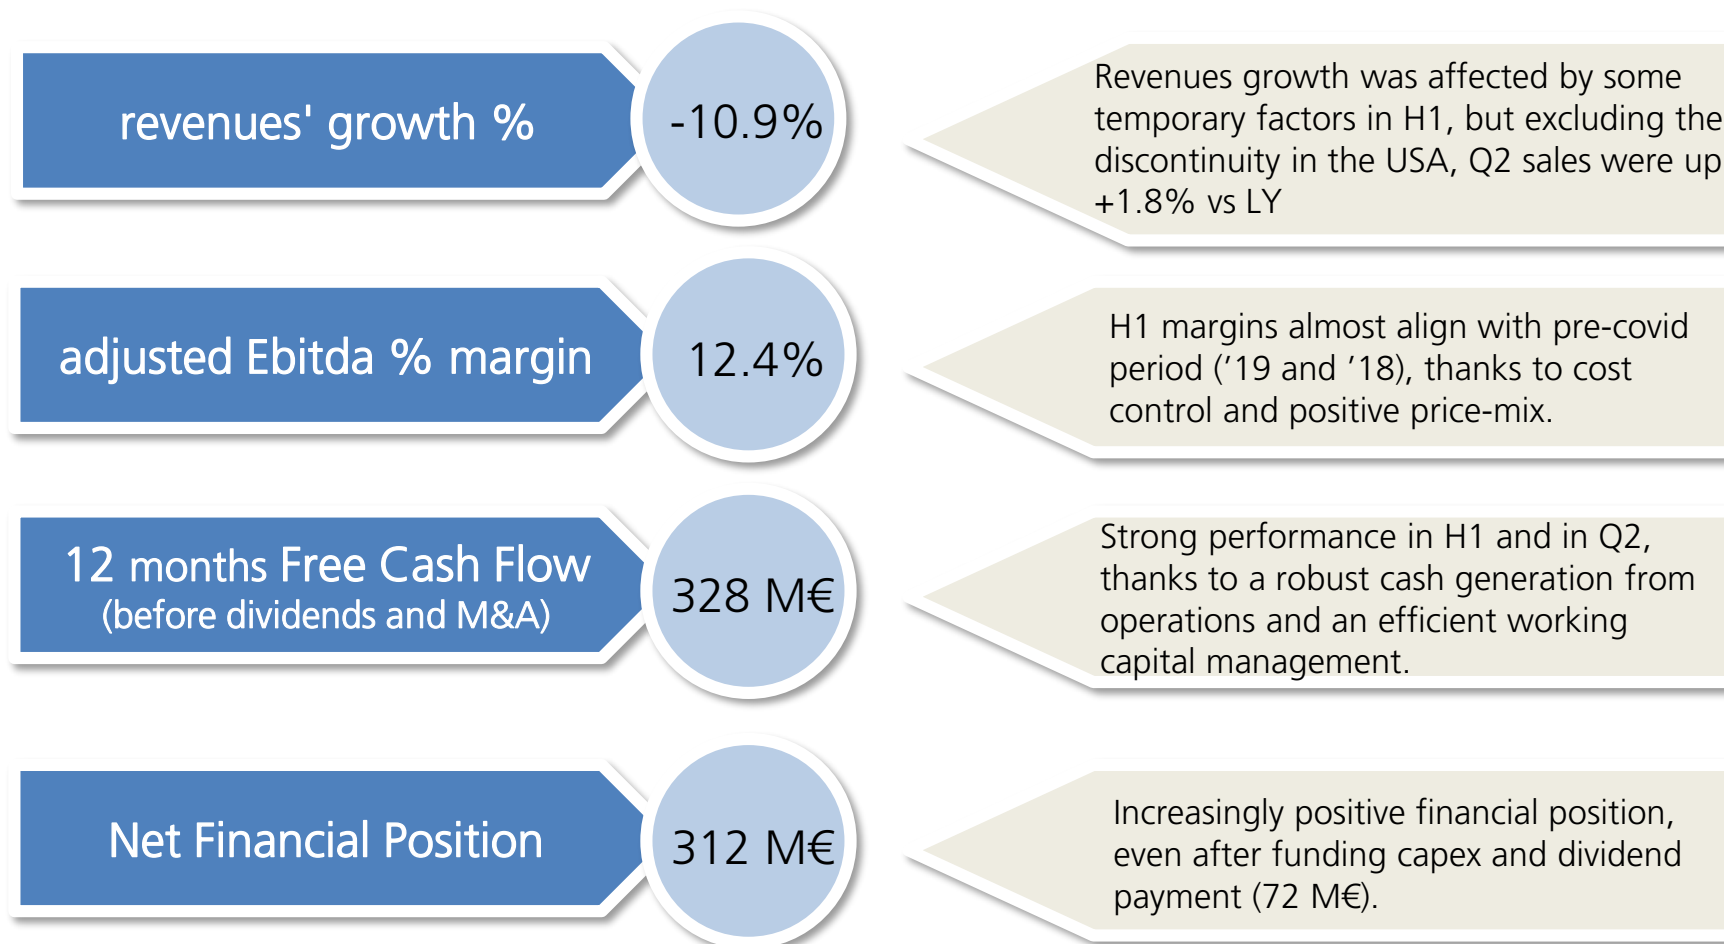 revenues' growth %
-10.9%
Revenues growth was affected by some
temporary factors in H1, but excluding the
discontinuity in the USA, Q2 sales were up
+1.8% vs LY
adjusted Ebitda % margin
12.4%
H1 margins almost align with pre-covid
period (’19 and ’18), thanks to cost
control and positive price-mix.
12 months Free Cash Flow
(before dividends and M&A)
328 M€
Strong performance in H1 and in Q2,
thanks to a robust cash generation from
operations and an efficient working
capital management.
Net Financial Position
312 M€
Increasingly positive financial position,
even after funding capex and dividend
payment (72 M€).